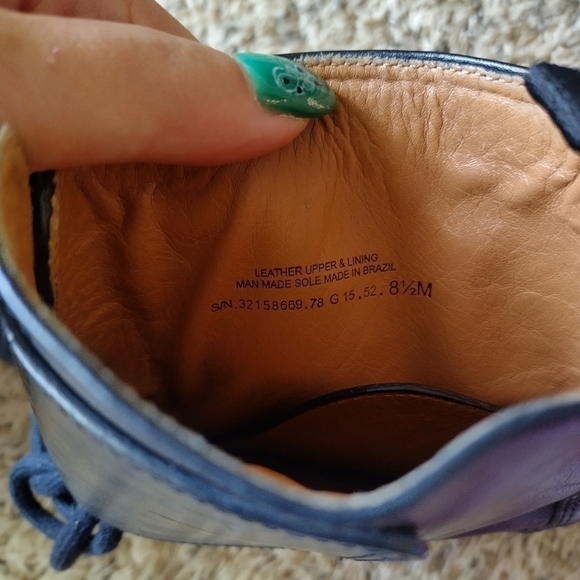 LEATHER UPPER & LINING
MAN MADE SOLE MADE IN BRAZIL
S/N.32158669.78 G 15.52. 8½M